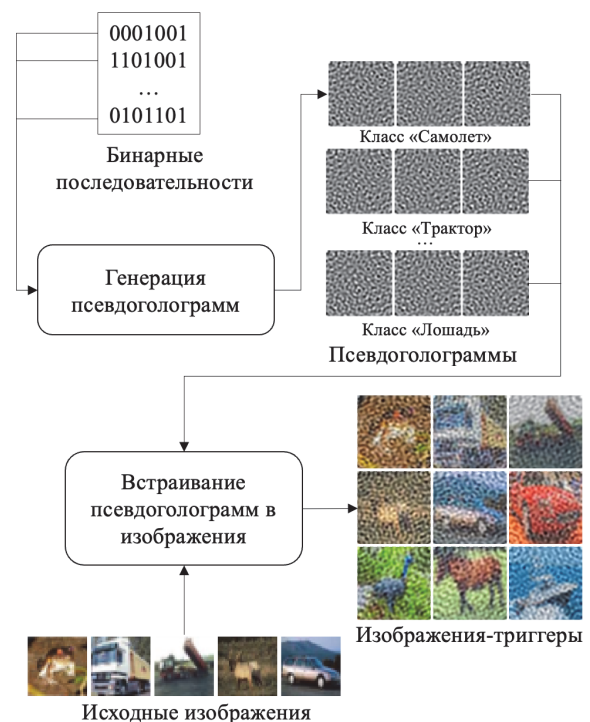 0001001
1101001
...
0101101
Бинарные
последовательности
Генерация
псевдоголограмм
Класс «Самолет»
Класс «Трактор»
...
Класс «Лошадь»
Псевдоголограммы
Встраивание
псевдоголограмм в
изображения
Изображения-триггеры
Исходные изображения